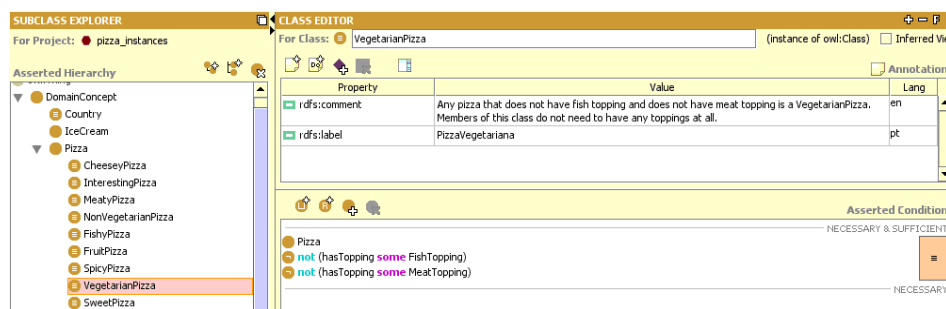 SUBCLASS EXPLORER
For Project: pizza_instances
Asserted Hierarchy
DomainConcept
Country
IceCream
Pizza
CheeseyPizza
InterestingPizza
MeatyPizza
NonVegetarianPizza
FishyPizza
FruitPizza
SpicyPizza
VegetarianPizza
SweetPizza
CLASS EDITOR
For Class: VegetarianPizza (instance of owl:Class) Inferred Vi
Annotation
Property Value Lang
rdfs:comment Any pizza that does not have fish topping and does not have meat topping is a VegetarianPizza. en
Members of this class do not need to have any toppings at all.
rdfs:label PizzaVegetariana pt
Asserted Condition
NECESSARY & SUFFICIENT
Pizza
not (hasTopping some FishTopping)
not (hasTopping some MeatTopping)
NECESSARY